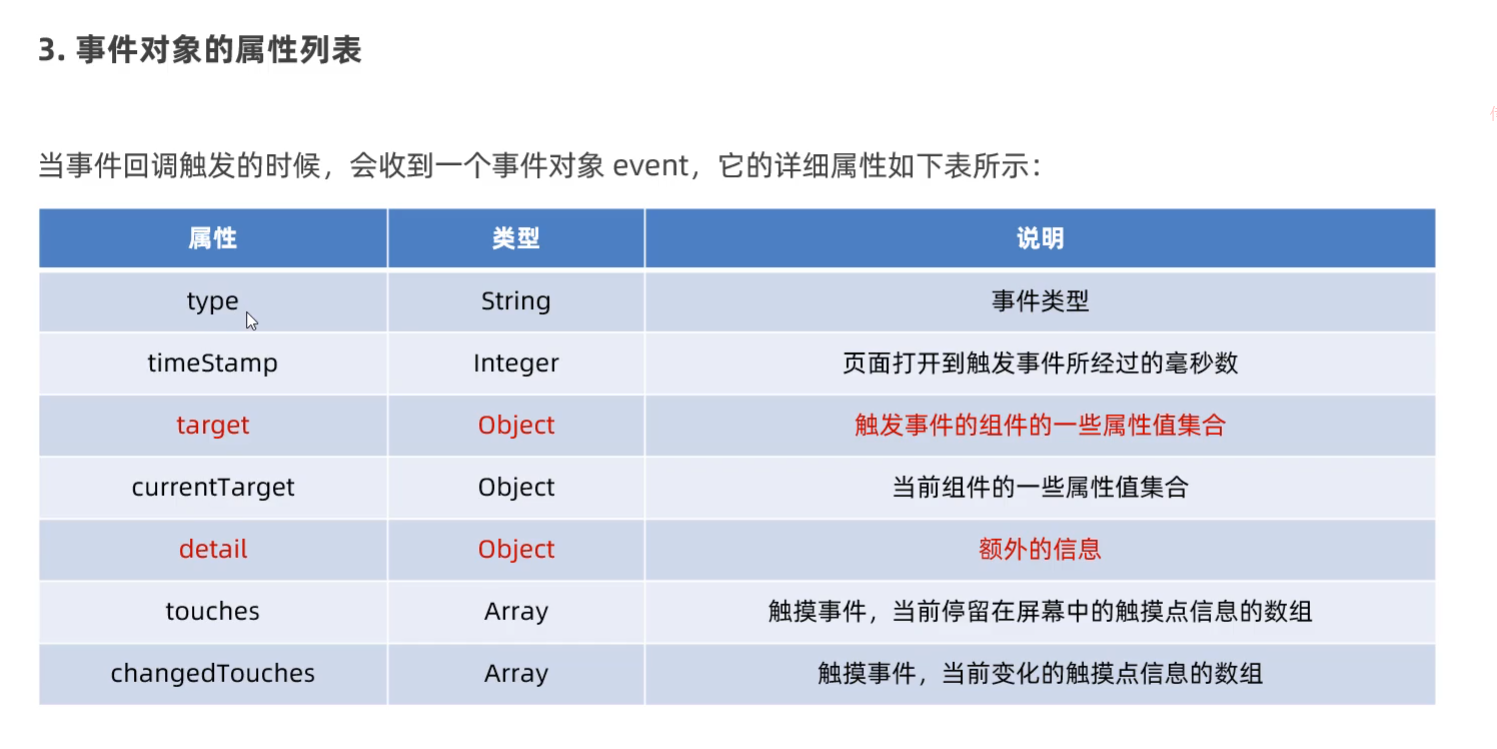 3. 事件对象的属性列表
当事件回调触发的时候，会收到一个事件对象 event，它的详细属性如下表所示：
属性 类型 说明
type String 事件类型
timeStamp Integer 页面打开到触发事件所经过的毫秒数
target Object 触发事件的组件的一些属性值集合
currentTarget Object 当前组件的一些属性值集合
detail Object 额外的信息
touches Array 触摸事件，当前停留在屏幕中的触摸点信息的数组
changedTouches Array 触摸事件，当前变化的触摸点信息的数组